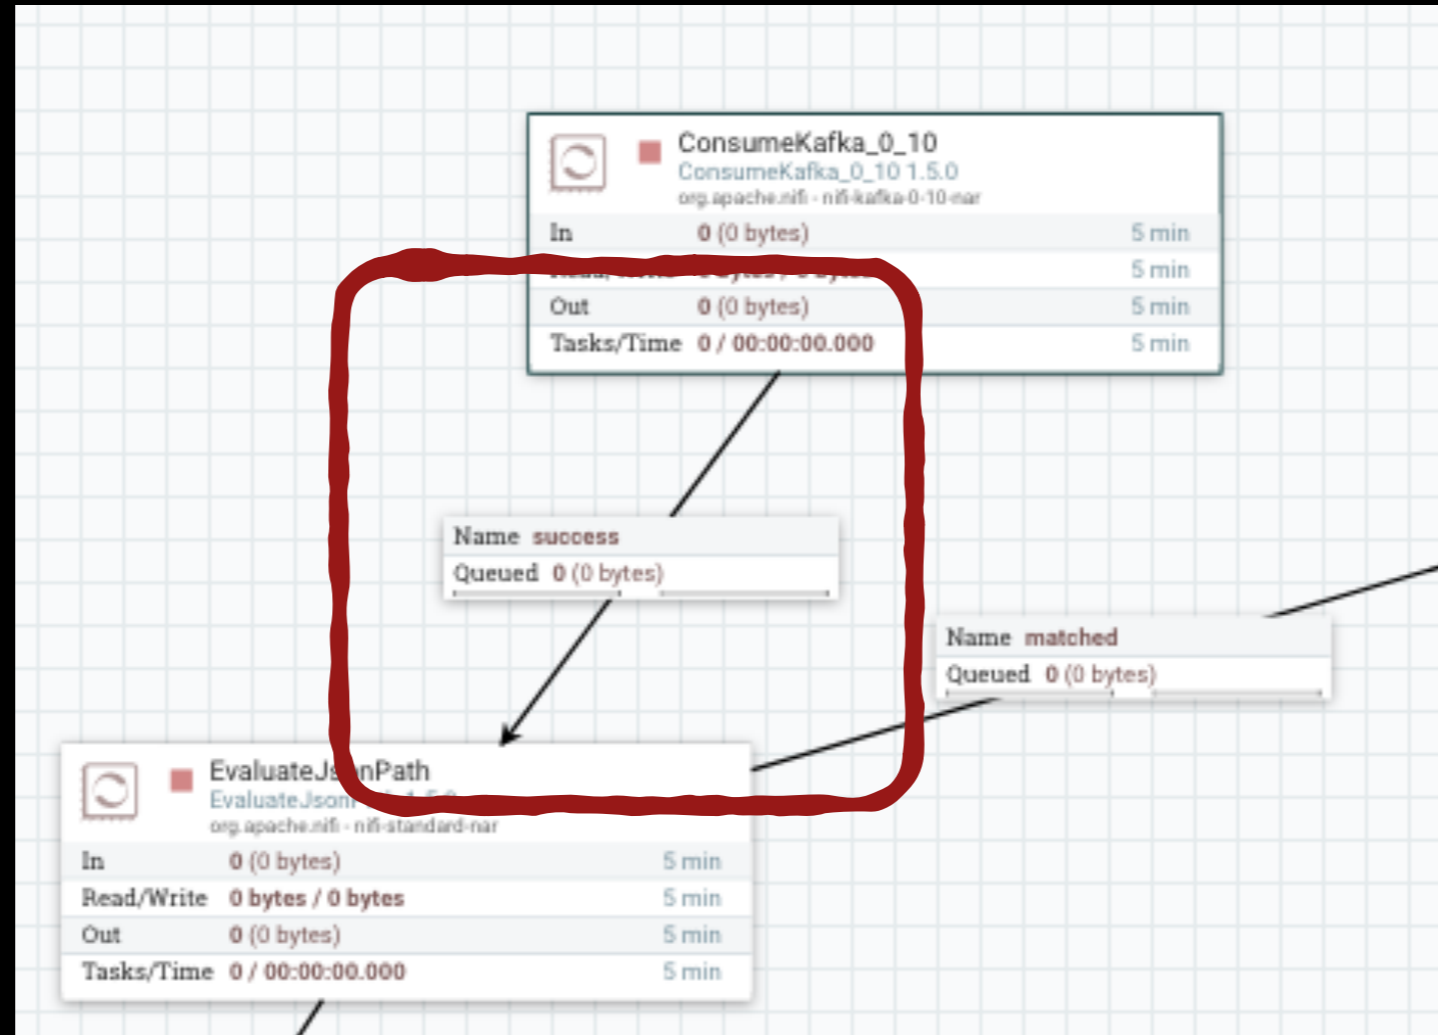 ConsumeKafka_0_10
ConsumeKafka_0_10 1.5.0
org.apache.nifi - nifi-kafka-0-10-nar
In 0 (0 bytes) 5 min
5 min
Out 0 (0 bytes) 5 min
Tasks/Time 0 / 00:00:00.000 5 min
Name success
Queued 0 (0 bytes)
Name matched
Queued 0 (0 bytes)
EvaluateJsonPath
org.apache.nifi - nifi-standard-nar
In 0 (0 bytes) 5 min
Read/Write 0 bytes / 0 bytes 5 min
Out 0 (0 bytes) 5 min
Tasks/Time 0 / 00:00:00.000 5 min